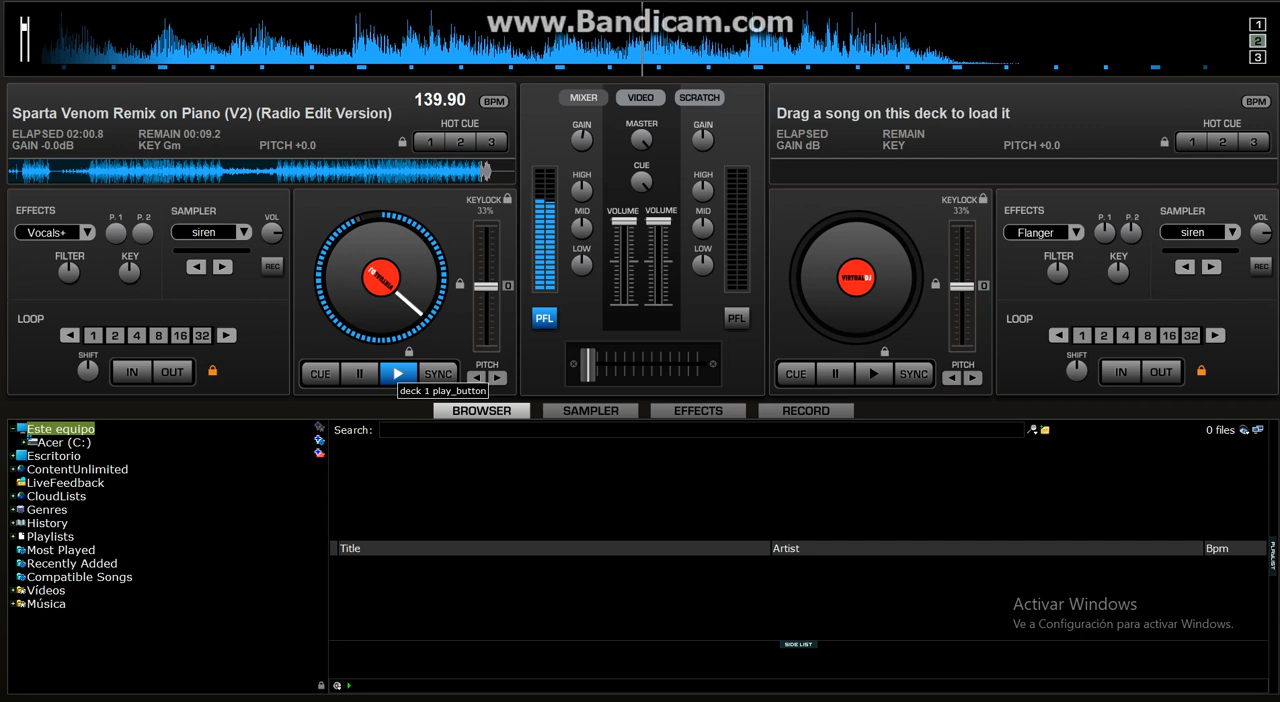 www.Bandicam.com
1
2
3
Sparta Venom Remix on Piano (V2) (Radio Edit Version)
139.90 BPM
ELAPSED 02:00.8 REMAIN 00:09.2 HOT CUE
GAIN -0.0dB KEY Gm PITCH +0.0 1 2 3
MIXER VIDEO SCRATCH
GAIN MASTER GAIN
CUE
HIGH HIGH
MID VOLUME VOLUME MID
LOW LOW
PFL PFL
Drag a song on this deck to load it BPM
ELAPSED REMAIN HOT CUE
GAIN dB KEY PITCH +0.0 1 2 3
EFFECTS P. 1 P. 2 SAMPLER VOL
Vocals+ siren
FILTER KEY REC
LOOP
1 2 4 8 16 32
SHIFT IN OUT
KEYLOCK
33%
0
CUE SYNC PITCH
deck 1 play_button
VIRTUALDJ
KEYLOCK
33%
0
CUE SYNC PITCH
EFFECTS P. 1 P. 2 SAMPLER VOL
Flanger siren
FILTER KEY REC
LOOP
1 2 4 8 16 32
SHIFT IN OUT
BROWSER SAMPLER EFFECTS RECORD
Este equipo
Acer (C:)
Escritorio
ContentUnlimited
LiveFeedback
CloudLists
Genres
History
Playlists
Most Played
Recently Added
Compatible Songs
Vídeos
Música
Search: 0 files
Title Artist Bpm
PLAYLIST
Activar Windows
Ve a Configuración para activar Windows.
SIDE LIST